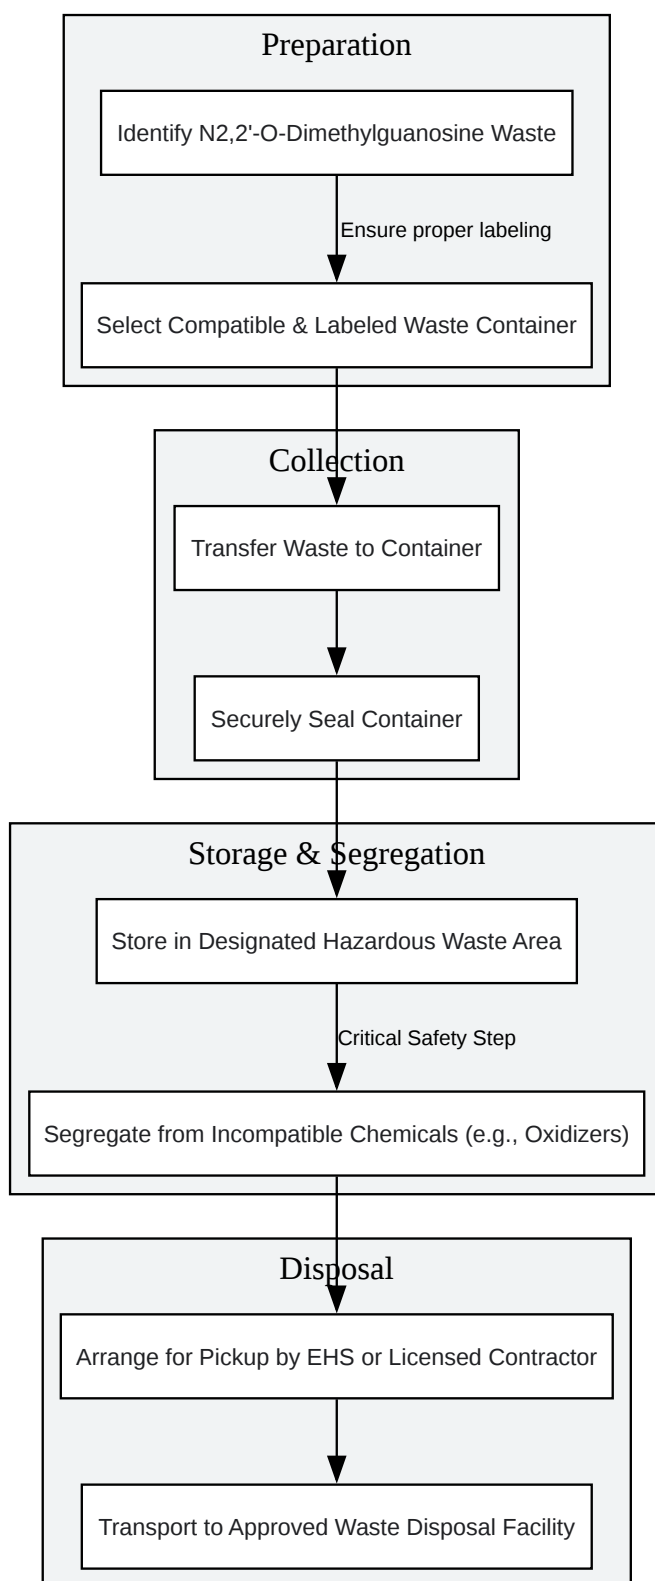 Preparation
Identify N2,2'-O-Dimethylguanosine Waste
Ensure proper labeling
Select Compatible & Labeled Waste Container
Collection
Transfer Waste to Container
Securely Seal Container
Storage & Segregation
Store in Designated Hazardous Waste Area
Critical Safety Step
Segregate from Incompatible Chemicals (e.g., Oxidizers)
Disposal
Arrange for Pickup by EHS or Licensed Contractor
Transport to Approved Waste Disposal Facility